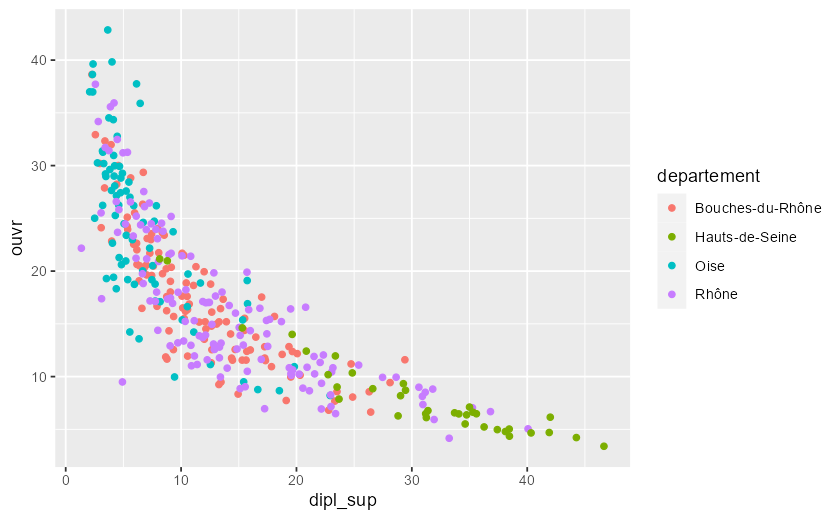 40
30
20
10
ouvr
0
10
20
30
40
dipl_sup
departement
Bouches-du-Rhône
Hauts-de-Seine
Oise
Rhône